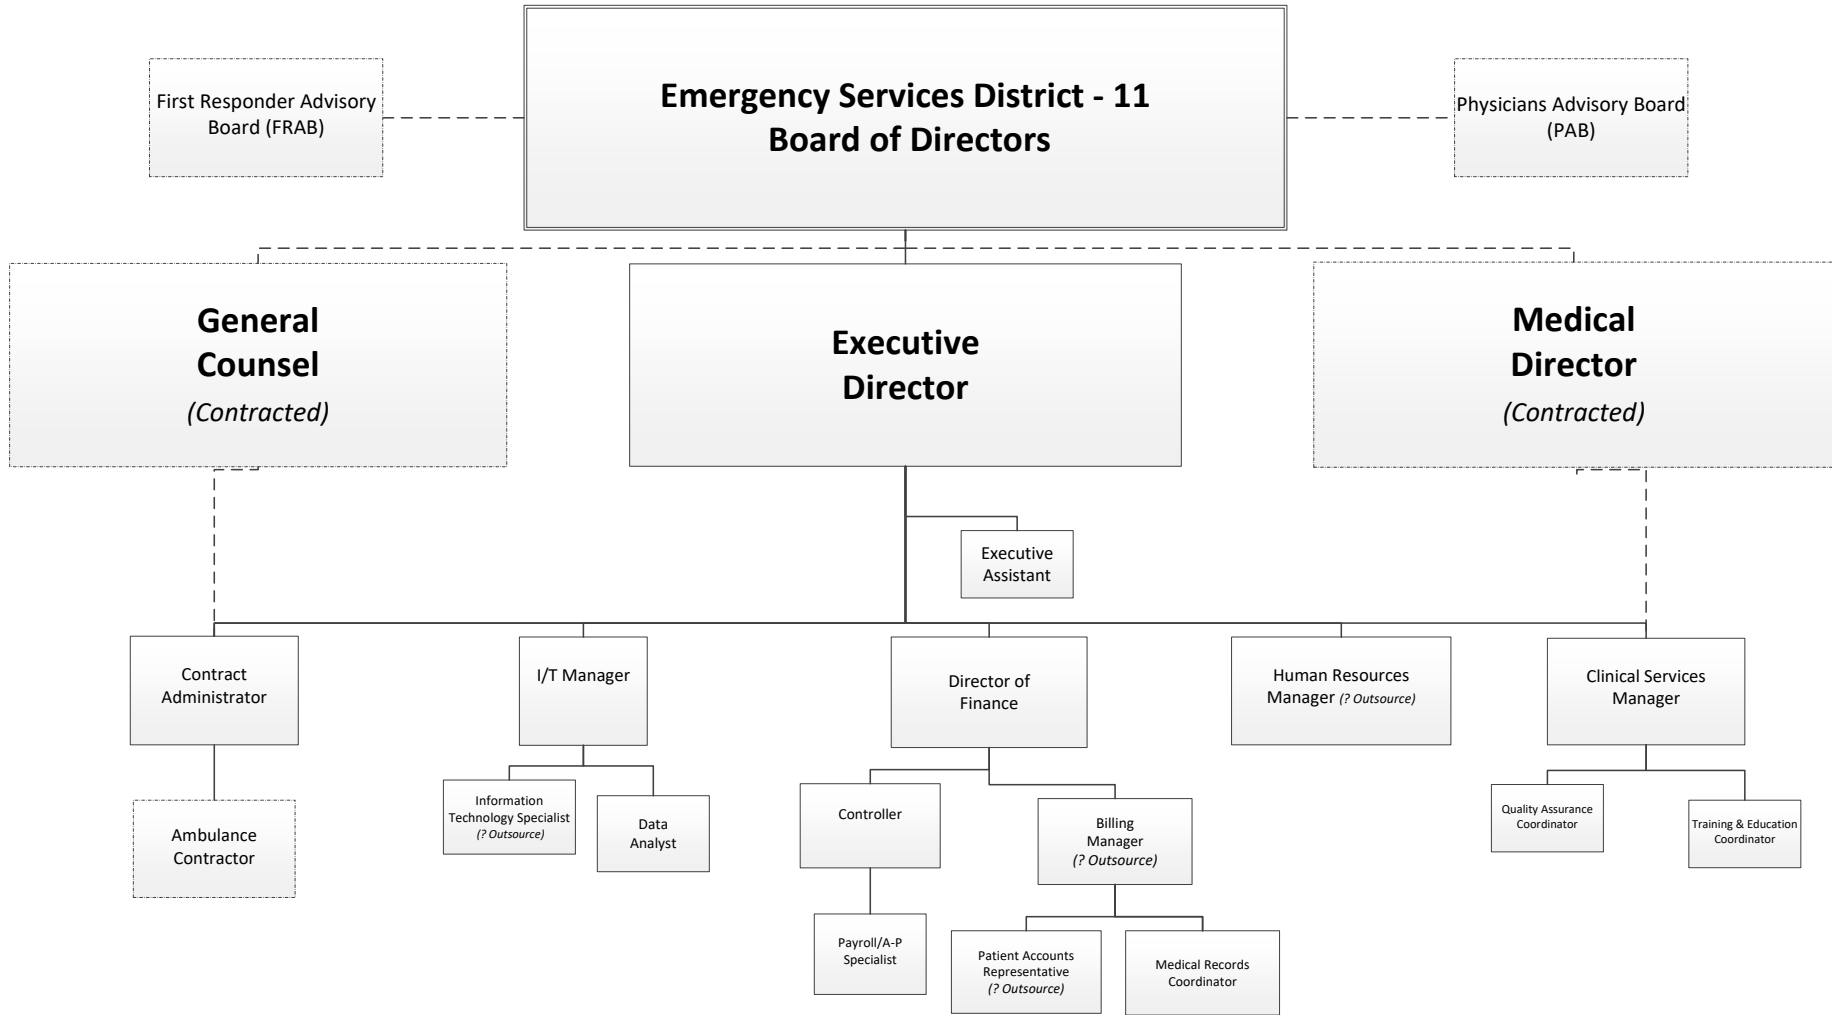 Emergency Services District - 11
Board of Directors
First Responder Advisory
Board (FRAB)
Physicians Advisory Board
(PAB)
General
Counsel
(Contracted)
Executive
Director
Medical
Director
(Contracted)
Executive
Assistant
Contract
Administrator
I/T Manager
Director of
Finance
Human Resources
Manager (? Outsource)
Clinical Services
Manager
Ambulance
Contractor
Information
Technology Specialist
(? Outsource)
Data
Analyst
Controller
Billing
Manager
(? Outsource)
Quality Assurance
Coordinator
Training & Education
Coordinator
Payroll/A-P
Specialist
Patient Accounts
Representative
(? Outsource)
Medical Records
Coordinator